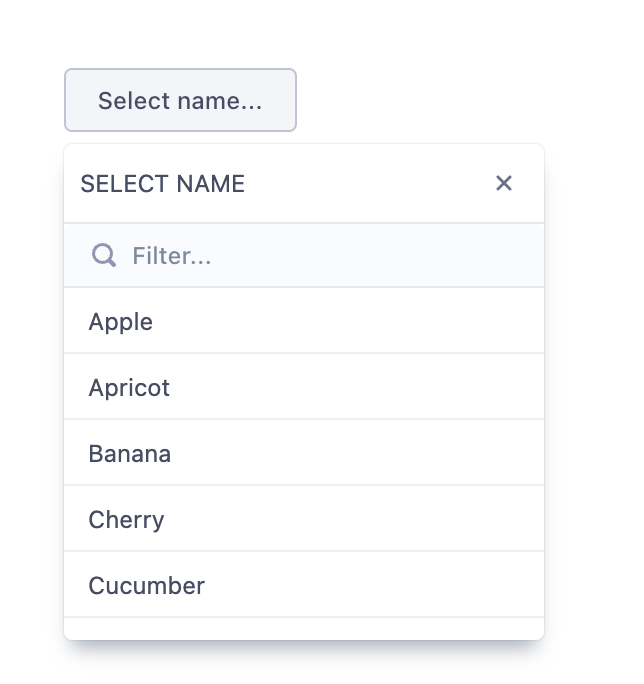 Select name...
SELECT NAME
Filter...
Apple
Apricot
Banana
Cherry
Cucumber